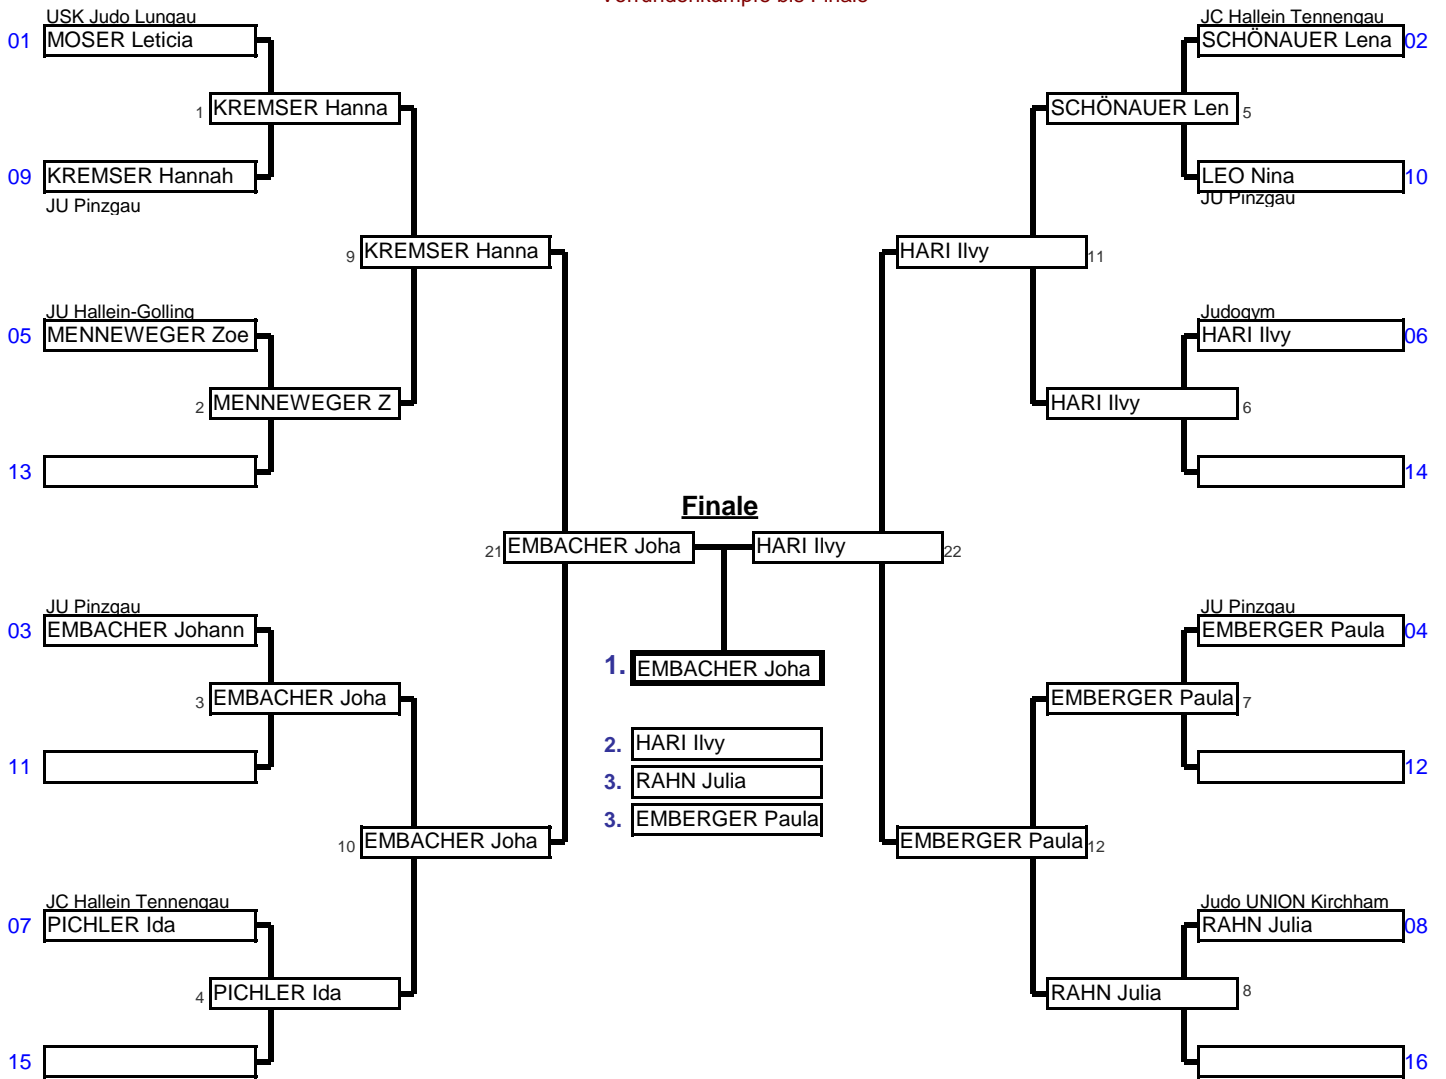 Vorrundenkämpfe bis Finale
USK Judo Lungau
01 MOSER Leticia
1 KREMSER Hanna
09 KREMSER Hannah
JU Pinzgau
9 KREMSER Hanna
JU Hallein-Golling
05 MENNEWEGER Zoe
2 MENNEWEGER Z
13
21 EMBACHER Joha
JU Pinzgau
03 EMBACHER Johann
3 EMBACHER Joha
11
10 EMBACHER Joha
JC Hallein Tennengau
07 PICHLER Ida
4 PICHLER Ida
15
Finale
1. EMBACHER Joha
2. HARI Ilvy
3. RAHN Julia
3. EMBERGER Paula
JC Hallein Tennengau
SCHÖNAUER Lena 02
SCHÖNAUER Len 5
LEO Nina 10
JU Pinzgau
HARI Ilvy 11
Judogym
HARI Ilvy 06
HARI Ilvy 6
14
HARI Ilvy 22
JU Pinzgau
EMBERGER Paula 04
EMBERGER Paula 7
12
EMBERGER Paula 12
Judo UNION Kirchham
RAHN Julia 08
RAHN Julia 8
16